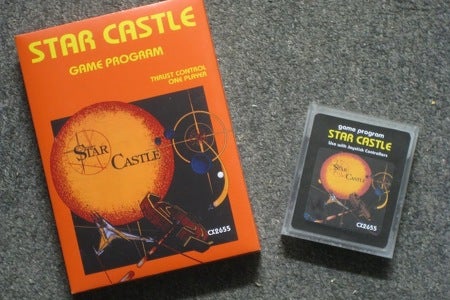 STAR CASTLE
GAME PROGRAM
THRUST CONTROL
ONE PLAYER
STAR CASTLE
CX2655
game program
STAR CASTLE
Use with Joystick Controllers
STAR
CASTLE
CX2655